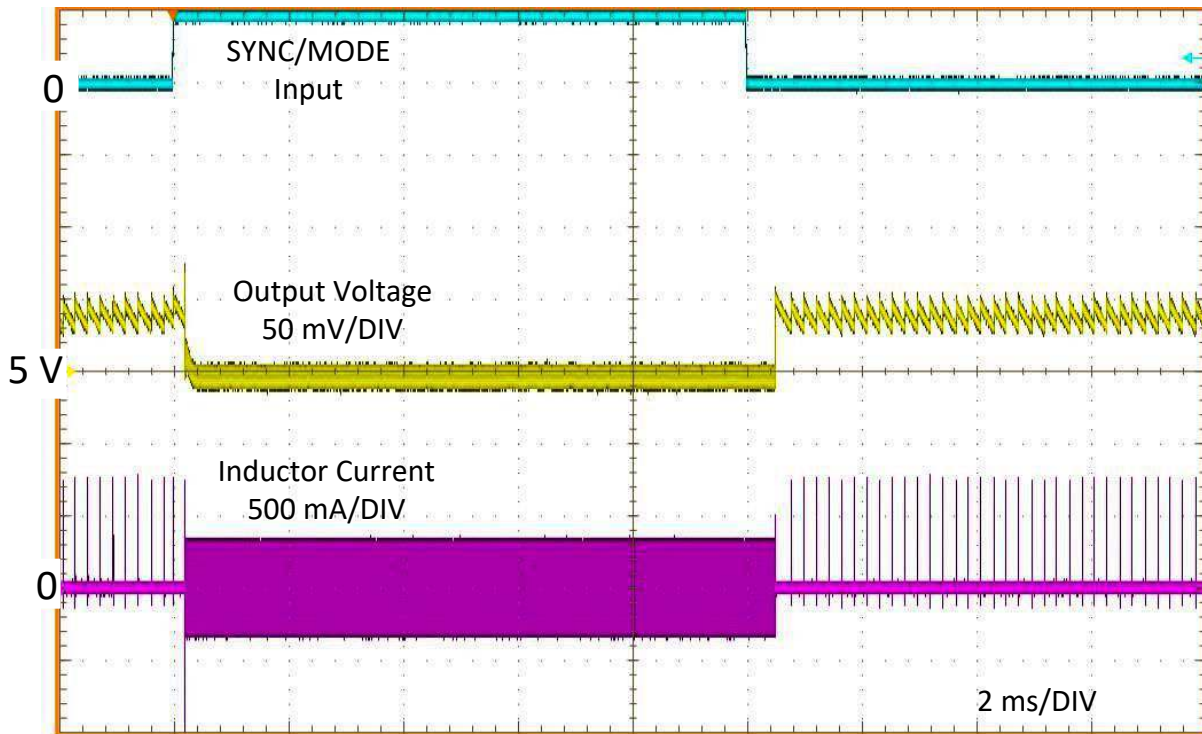 SYNC/MODE
Input
0
Output Voltage
50 mV/DIV
5 V
Inductor Current
500 mA/DIV
0
2 ms/DIV